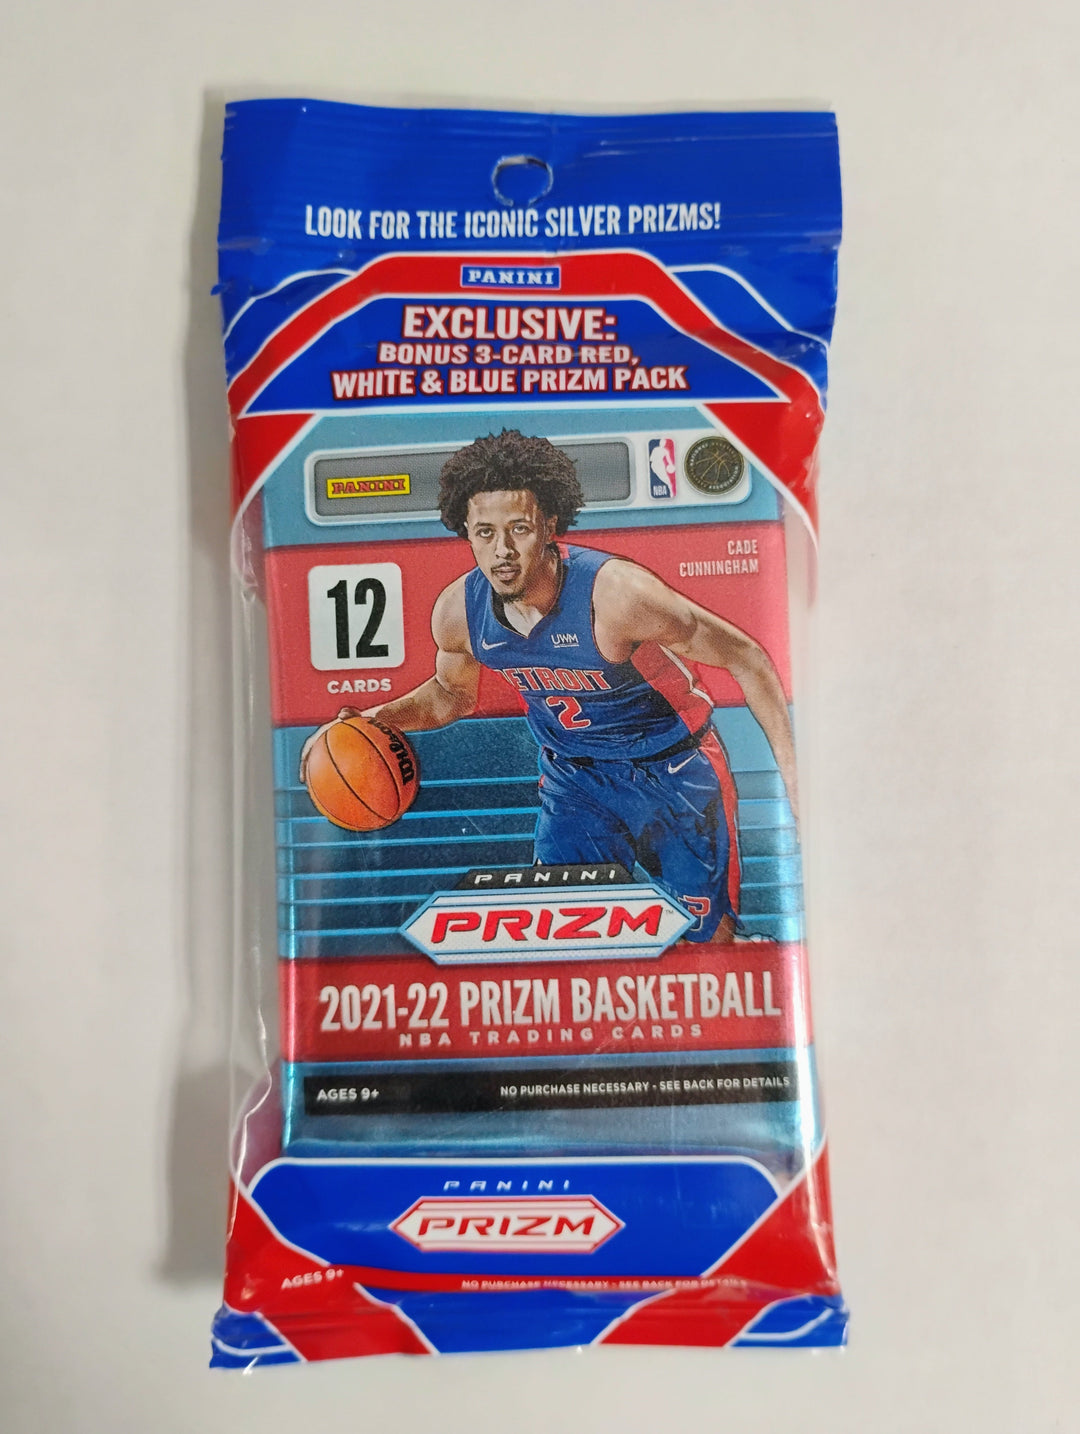 LOOK FOR THE ICONIC SILVER PRIZMS!
PANINI
EXCLUSIVE:
BONUS 3-CARD RED,
WHITE & BLUE PRIZM PACK
PANINI
NBA
CADE
CUNNINGHAM
12
CARDS
UWM
DETROIT
2
Wilson
PANINI
PRIZM™
2021-22 PRIZM BASKETBALL
NBA TRADING CARDS
AGES 9+ NO PURCHASE NECESSARY - SEE BACK FOR DETAILS
PANINI
PRIZM
AGES 9+ NO PURCHASE NECESSARY - SEE BACK FOR DETAILS